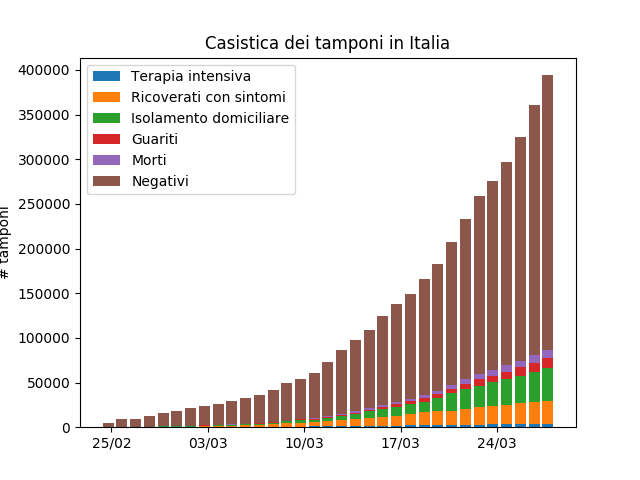 Casistica dei tamponi in Italia
# tamponi
400000
350000
300000
250000
200000
150000
100000
50000
0
Terapia intensiva
Ricoverati con sintomi
Isolamento domiciliare
Guariti
Morti
Negativi
25/02 03/03 10/03 17/03 24/03